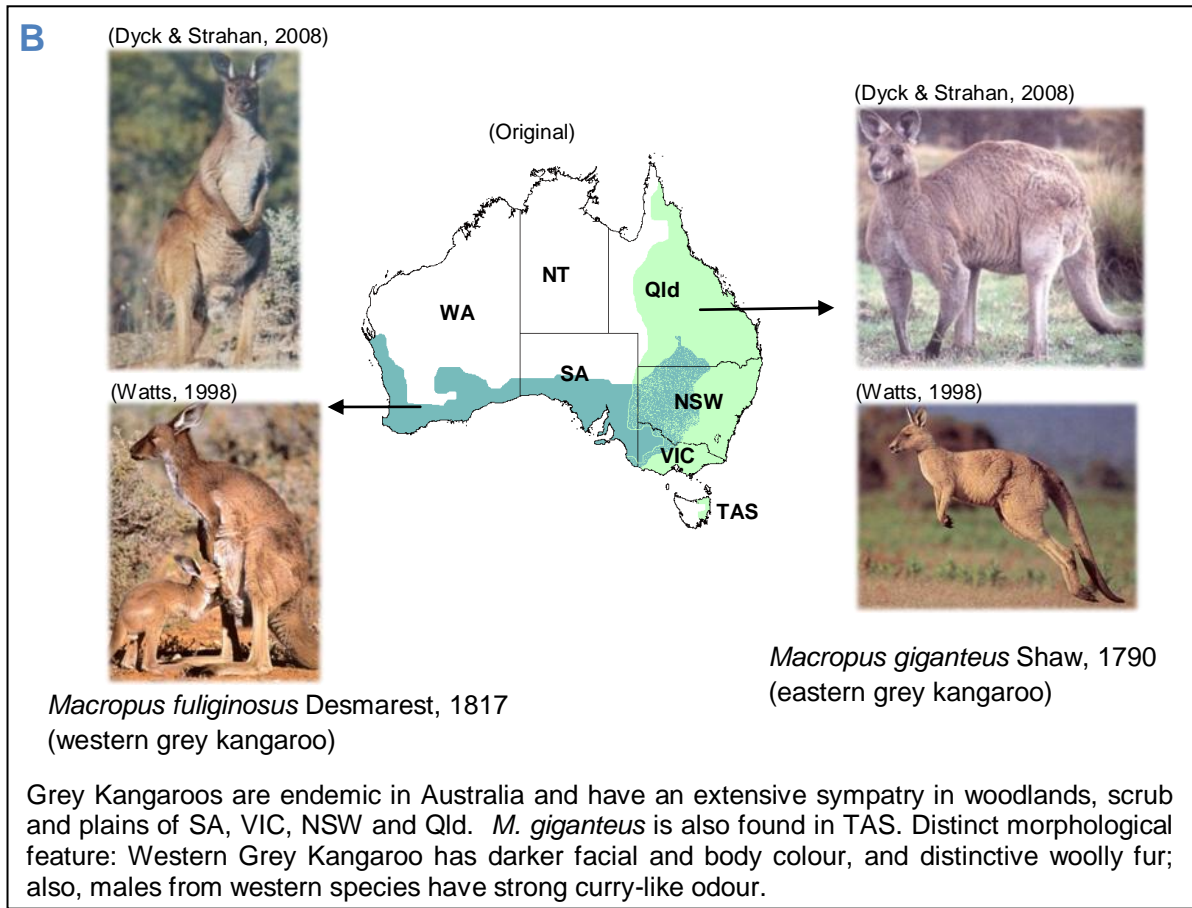 B
(Dyck & Strahan, 2008)
(Dyck & Strahan, 2008)
(Original)
NT
Qld
WA
SA
NSW
(Watts, 1998)
(Watts, 1998)
VIC
TAS
Macropus giganteus Shaw, 1790
(eastern grey kangaroo)
Macropus fuliginosus Desmarest, 1817
(western grey kangaroo)
Grey Kangaroos are endemic in Australia and have an extensive sympatry in woodlands, scrub
and plains of SA, VIC, NSW and Qld. M. giganteus is also found in TAS. Distinct morphological
feature: Western Grey Kangaroo has darker facial and body colour, and distinctive woolly fur;
also, males from western species have strong curry-like odour.